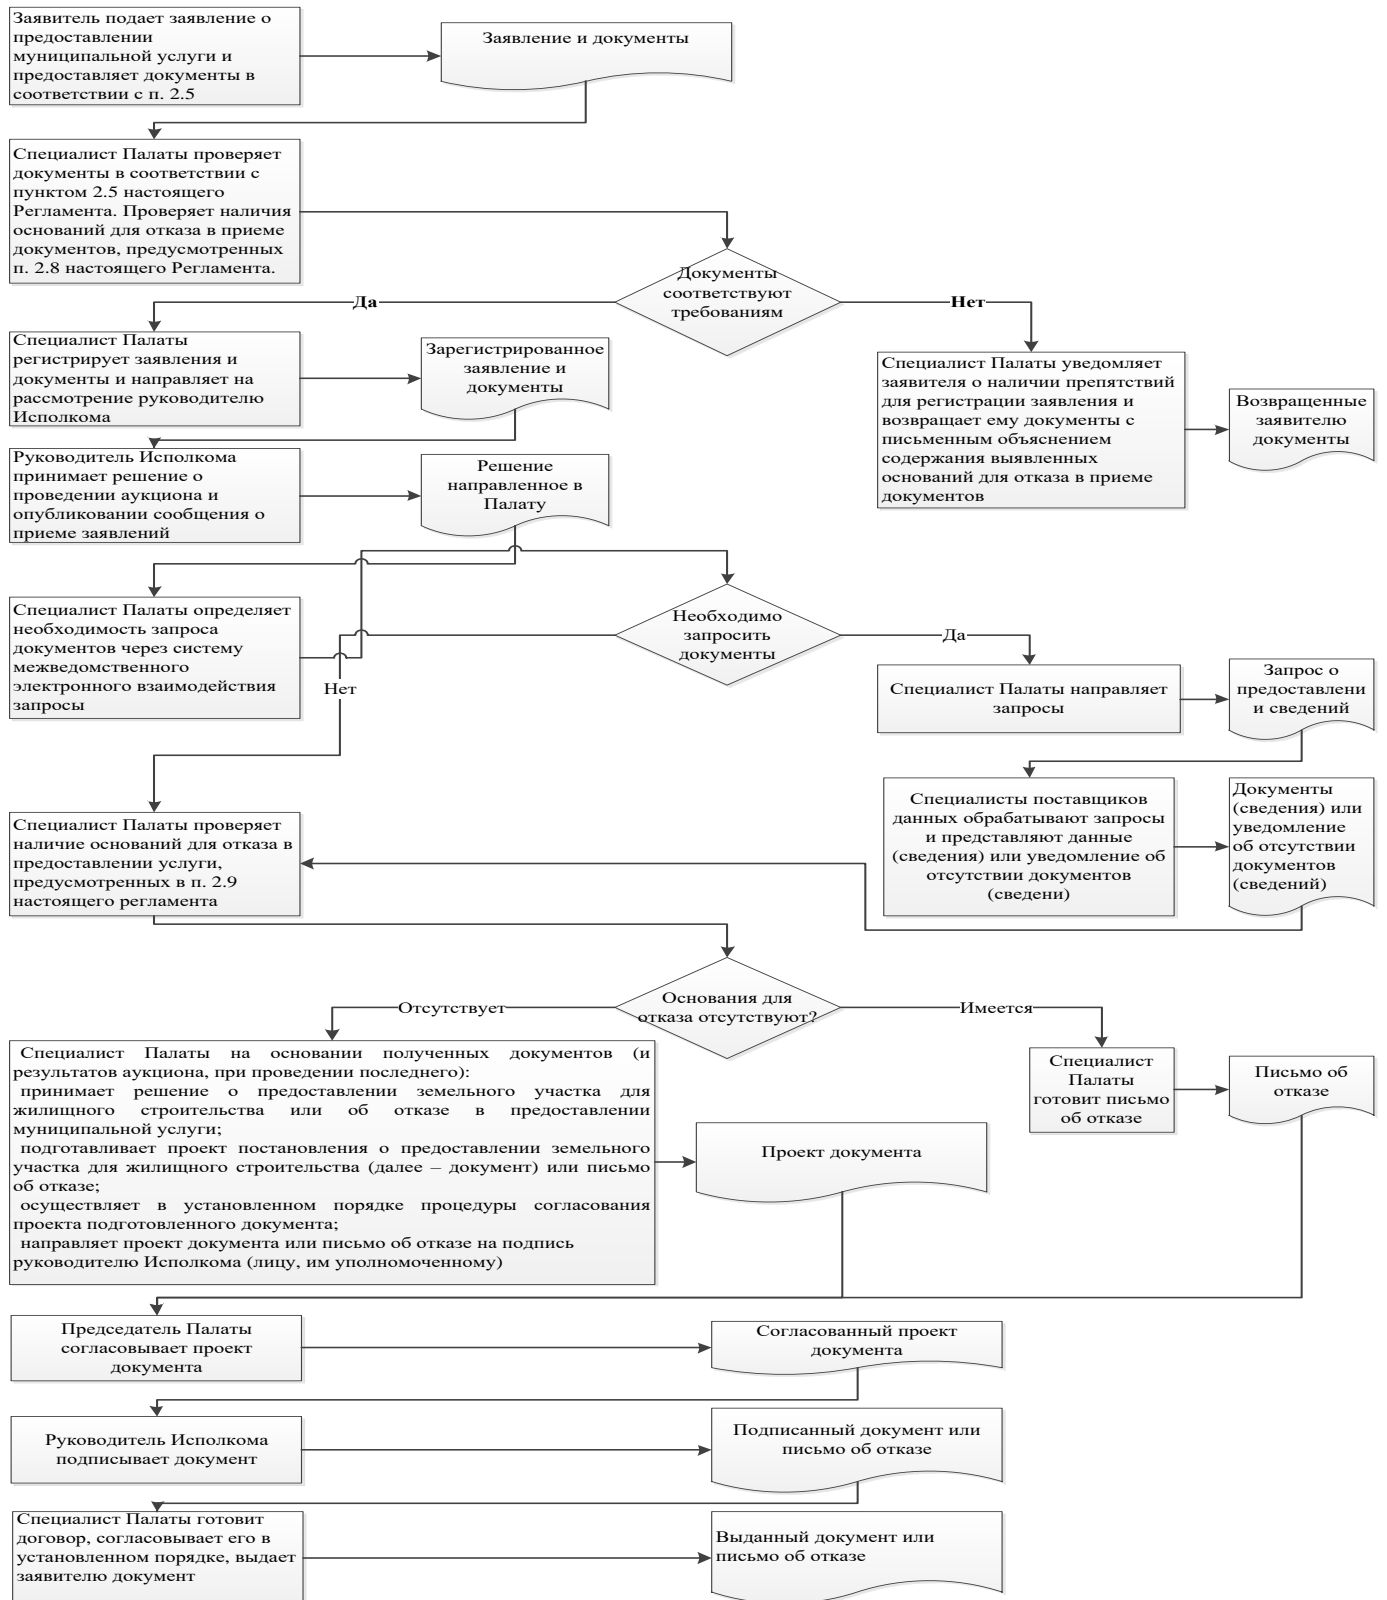 Заявитель подает заявление о
предоставлении
муниципальной услуги и
предоставляет документы в
соответствии с п. 2.5
Заявление и документы
Специалист Палаты проверяет
документы в соответствии с
пунктом 2.5 настоящего
Регламента. Проверяет наличия
оснований для отказа в приеме
документов, предусмотренных
п. 2.8 настоящего Регламента.
Документы
соответствуют
требованиям
Да
Нет
Специалист Палаты
регистрирует заявления и
документы и направляет на
рассмотрение руководителю
Исполкома
Зарегистрированное
заявление и
документы
Специалист Палаты уведомляет
заявителя о наличии препятствий
для регистрации заявления и
возвращает ему документы с
письменным объяснением
содержания выявленных
оснований для отказа в приеме
документов
Возвращенные
заявителю
документы
Руководитель Исполкома
принимает решение о
проведении аукциона и
опубликовании сообщения о
приеме заявлений
Решение
направленное в
Палату
Специалист Палаты определяет
необходимость запроса
документов через систему
межведомственного
электронного взаимодействия
запросы
Необходимо
запросить
документы
Да
Нет
Специалист Палаты направляет
запросы
Запрос о
предоставлени
и сведений
Специалисты поставщиков
данных обрабатывают запросы
и представляют данные
(сведения) или уведомление об
отсутствии документов
(сведени)
Документы
(сведения) или
уведомление
об отсутствии
документов
(сведений)
Специалист Палаты проверяет
наличие оснований для отказа в
предоставлении услуги,
предусмотренных в п. 2.9
настоящего регламента
Основания для
отказа отсутствуют?
Отсутствует
Имеется
Специалист Палаты на основании полученных документов (и
результатов аукциона, при проведении последнего):
принимает решение о предоставлении земельного участка для
жилищного строительства или об отказе в предоставлении
муниципальной услуги;
подготавливает проект постановления о предоставлении земельного
участка для жилищного строительства (далее – документ) или письмо
об отказе;
осуществляет в установленном порядке процедуры согласования
проекта подготовленного документа;
направляет проект документа или письмо об отказе на подпись
руководителю Исполкома (лицу, им уполномоченному)
Проект документа
Специалист
Палаты
готовит письмо
об отказе
Письмо об
отказе
Председатель Палаты
согласовывает проект
документа
Согласованный проект
документа
Руководитель Исполкома
подписывает документ
Подписанный документ или
письмо об отказе
Специалист Палаты готовит
договор, согласовывает его в
установленном порядке, выдает
заявителю документ
Выданный документ или
письмо об отказе